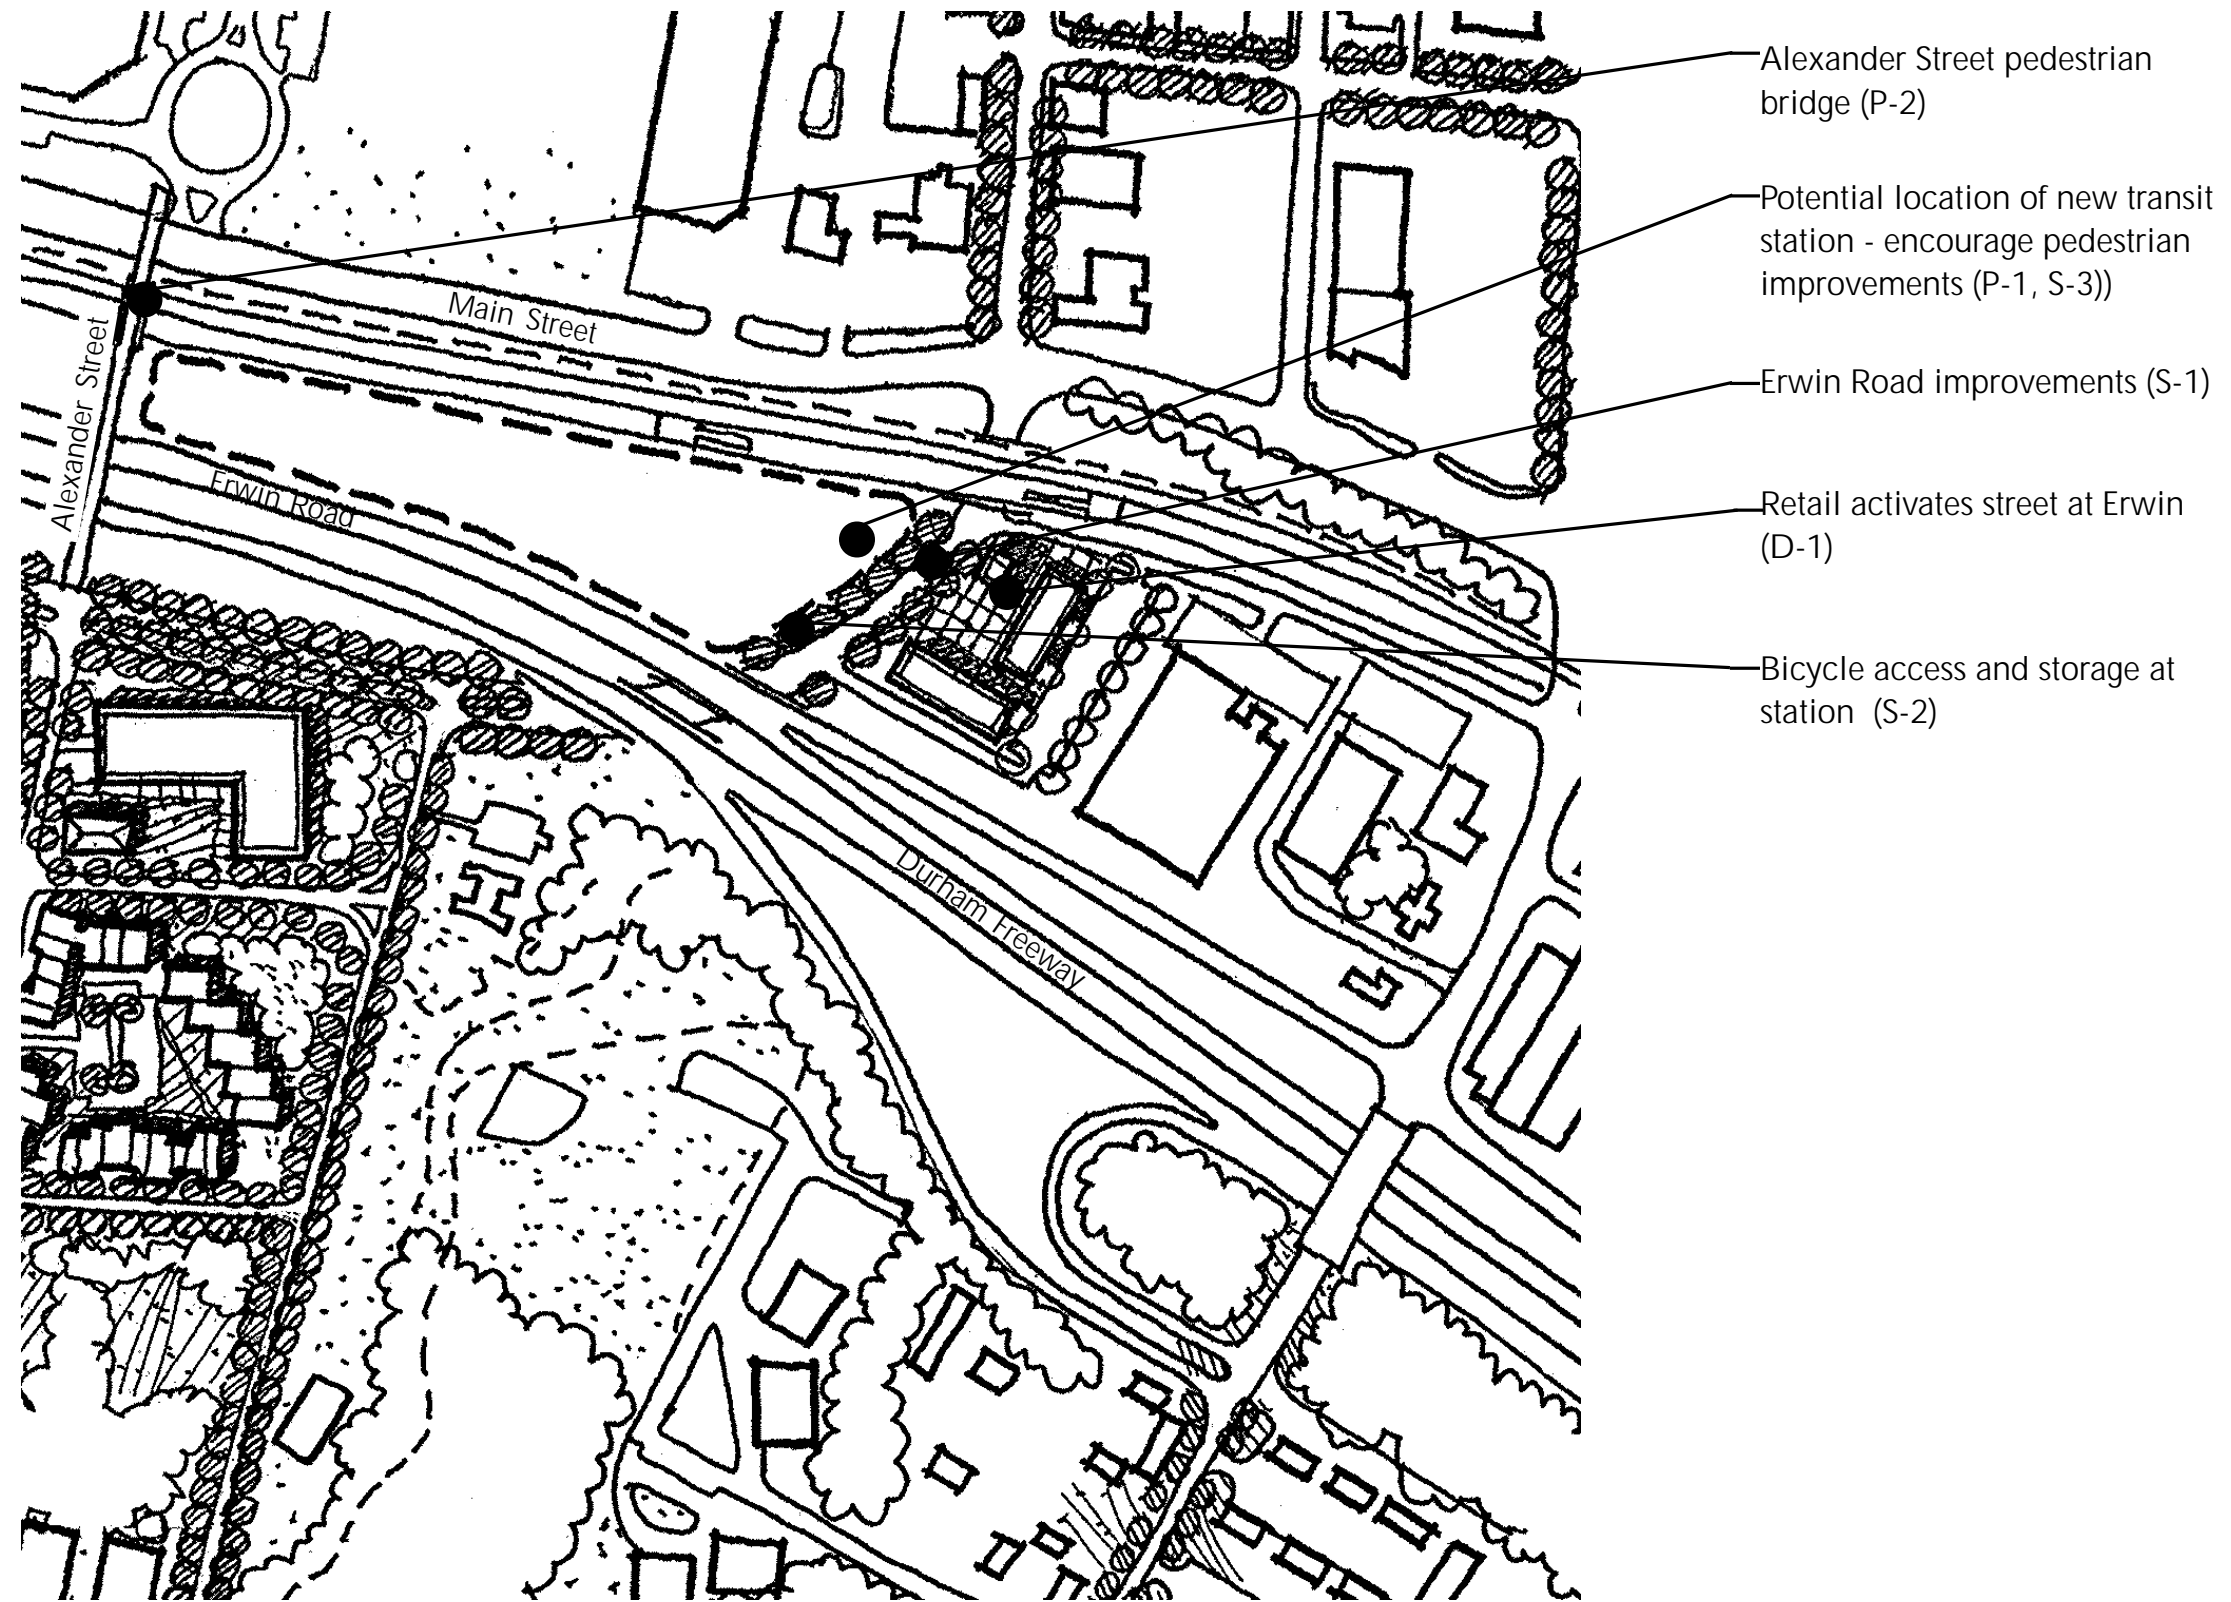 Alexander Street pedestrian
bridge (P-2)
Potential location of new transit
station - encourage pedestrian
improvements (P-1, S-3))
Erwin Road improvements (S-1)
Retail activates street at Erwin
(D-1)
Bicycle access and storage at
station (S-2)
Main Street
Alexander Street
Erwin Road
Durham Freeway